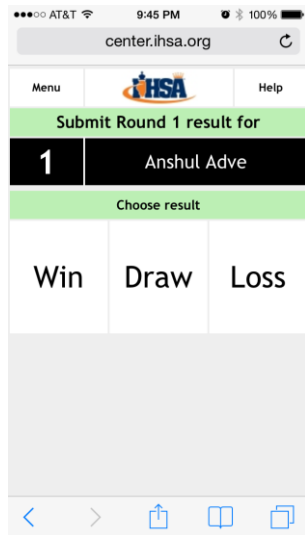 AT&T 9:45 PM 100%
center.ihsa.org
Menu IHSA Help
Submit Round 1 result for
1 Anshul Adve
Choose result
Win Draw Loss